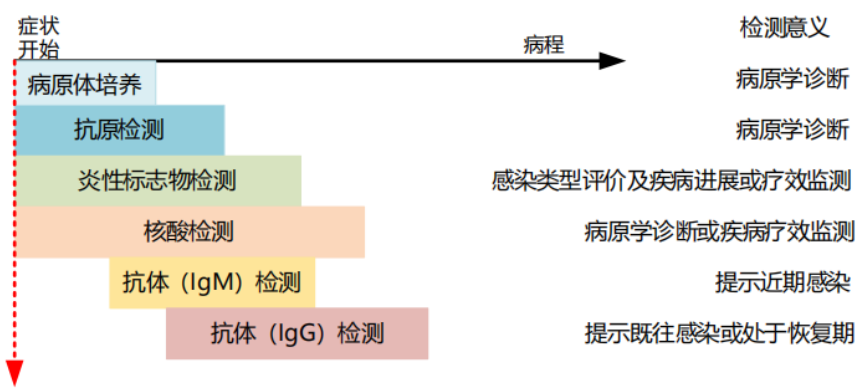 症状
开始
病程
检测意义
病原体培养
病原学诊断
抗原检测
病原学诊断
炎性标志物检测
感染类型评价及疾病进展或疗效监测
核酸检测
病原学诊断或疾病疗效监测
抗体（IgM）检测
提示近期感染
抗体（IgG）检测
提示既往感染或处于恢复期